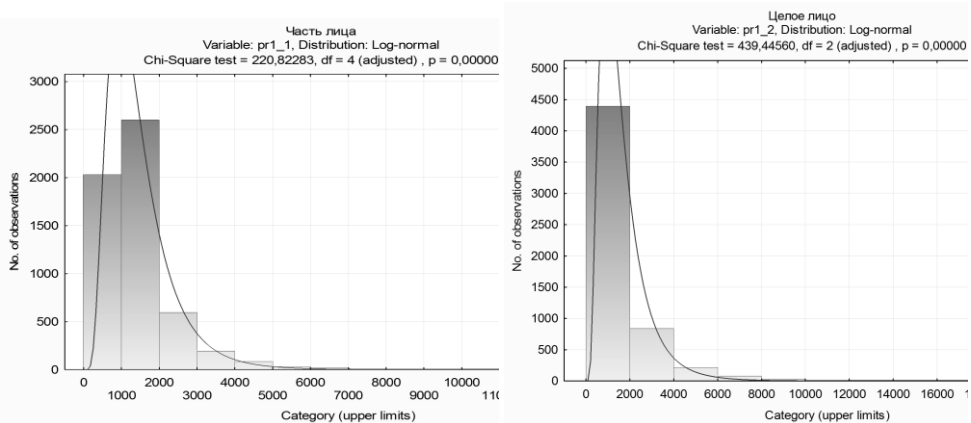 Часть лица
Variable: pr1_1, Distribution: Log-normal
Chi-Square test = 220,82283, df = 4 (adjusted) , p = 0,00000
3000
2500
2000
1500
1000
500
0
No. of observations
0 2000 4000 6000 8000 10000
1000 3000 5000 7000 9000
Category (upper limits)
Целое лицо
Variable: pr1_2, Distribution: Log-normal
Chi-Square test = 439,44560, df = 2 (adjusted) , p = 0,00000
5000
4500
4000
3500
3000
2500
2000
1500
1000
500
0
No. of observations
0 2000 4000 6000 8000 10000 12000 14000 16000
Category (upper limits)